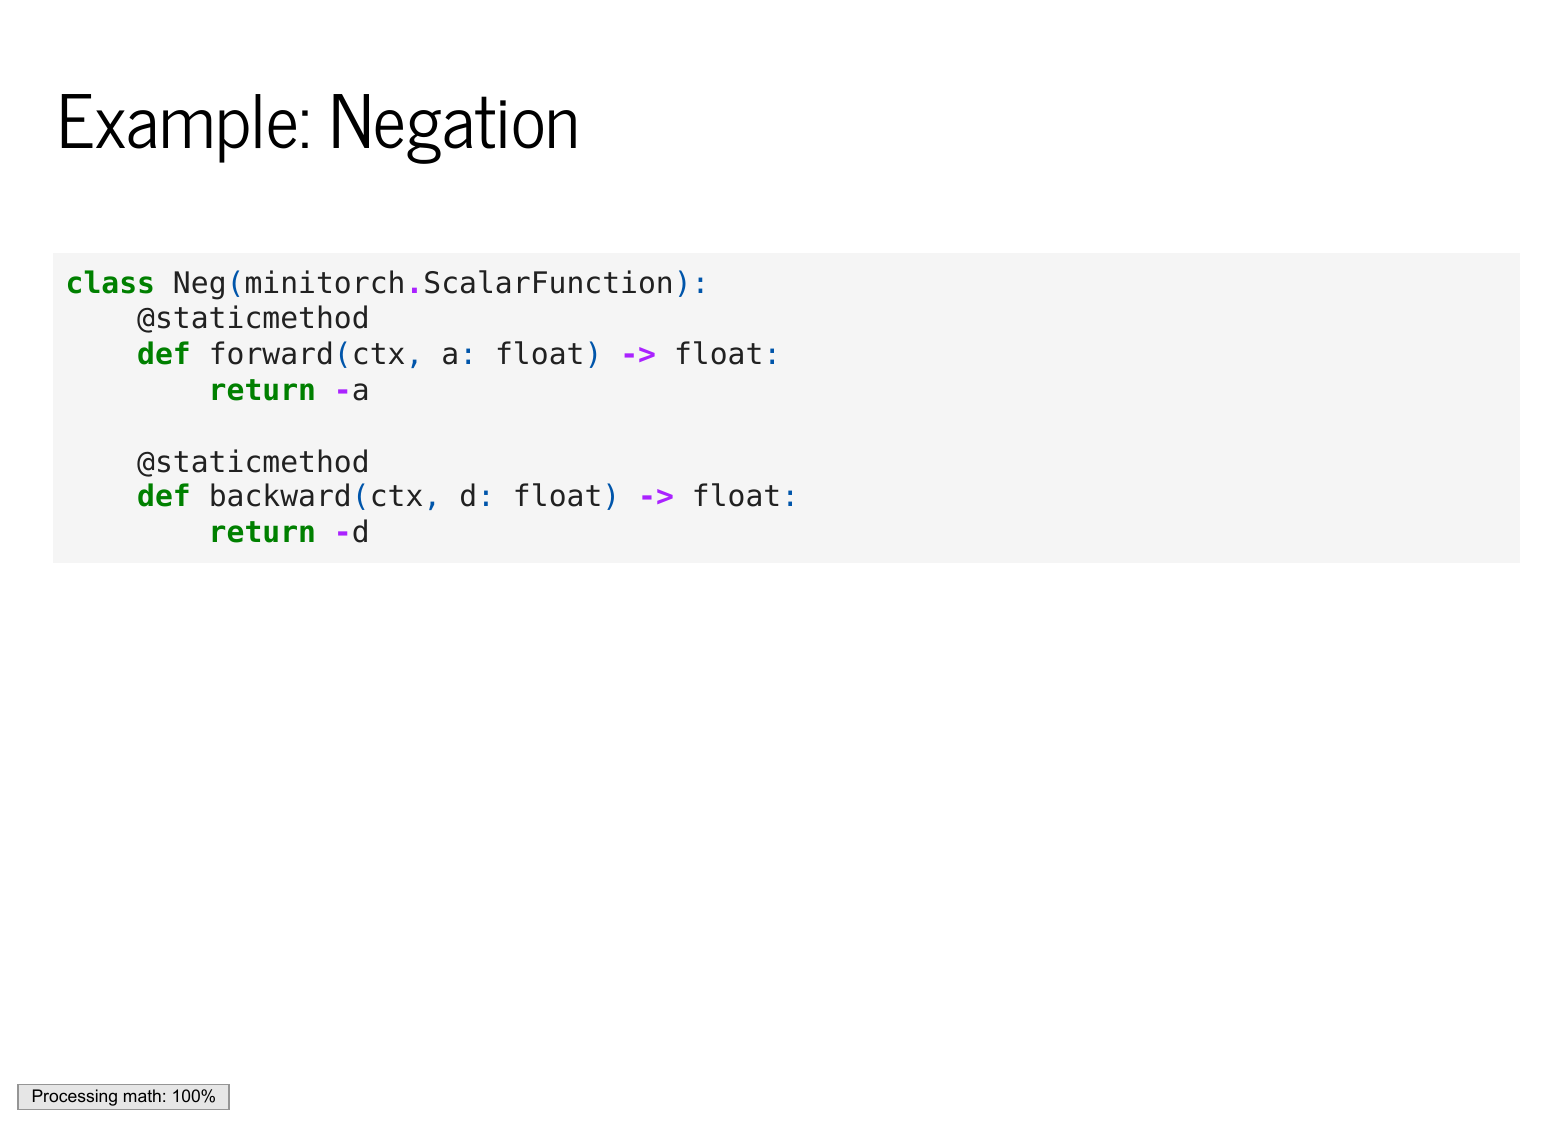 Example: Negation
class Neg(minitorch.ScalarFunction):
    @staticmethod
    def forward(ctx, a: float) -> float:
        return -a

    @staticmethod
    def backward(ctx, d: float) -> float:
        return -d
Processing math: 100%